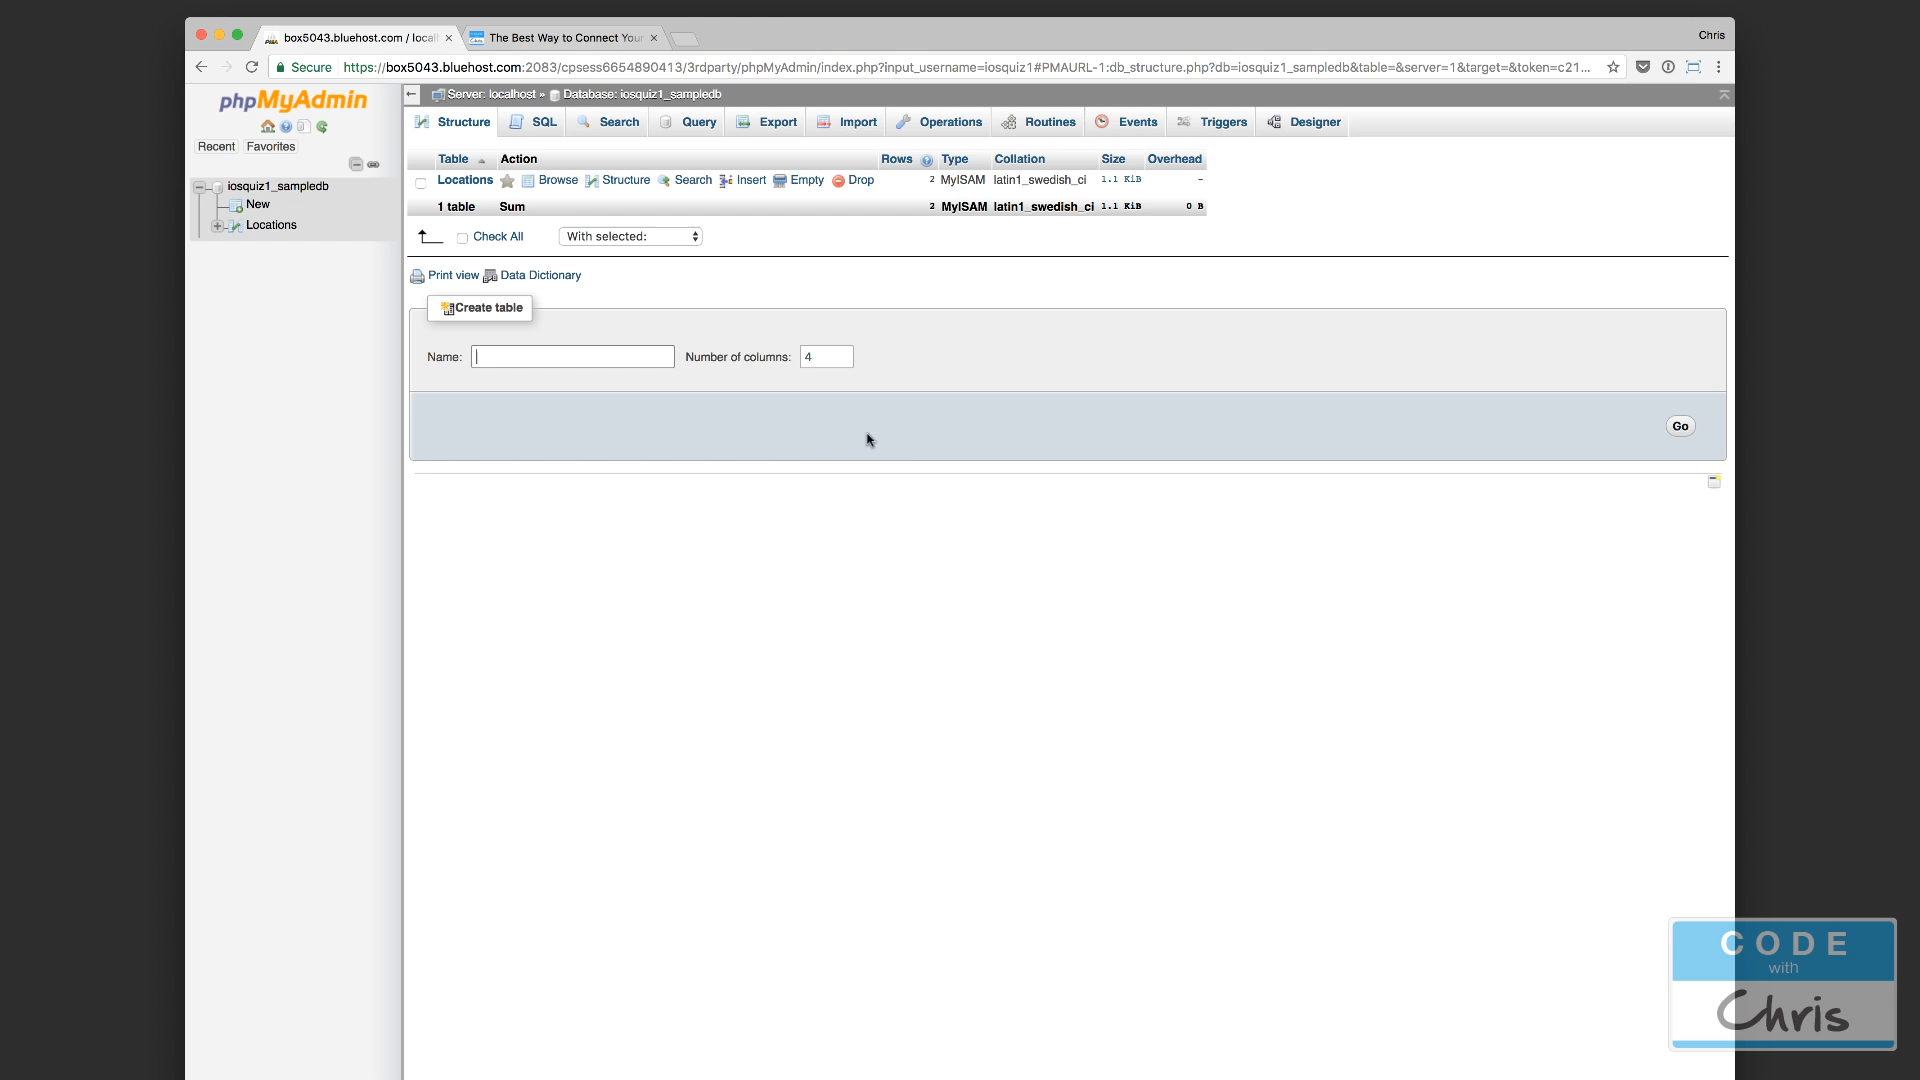 box5043.bluehost.com / local
The Best Way to Connect Your
Chris
Secure
https://box5043.bluehost.com:2083/cpsess6654890413/3rdparty/phpMyAdmin/index.php?input_username=iosquiz1#PMAURL-1:db_structure.php?db=iosquiz1_sampledb&table=&server=1&target=&token=c21...
phpMyAdmin
Server: localhost » Database: iosquiz1_sampledb
Structure SQL Search Query Export Import Operations Routines Events Triggers Designer
Recent Favorites
iosquiz1_sampledb
New
Locations
Table Action Rows Type Collation Size Overhead
Locations Browse Structure Search Insert Empty Drop 2 MyISAM latin1_swedish_ci 1.1 KiB -
1 table Sum 2 MyISAM latin1_swedish_ci 1.1 KiB 0 B
Check All With selected:
Print view Data Dictionary
Create table
Name: Number of columns: 4
Go
CODE
with
Chris